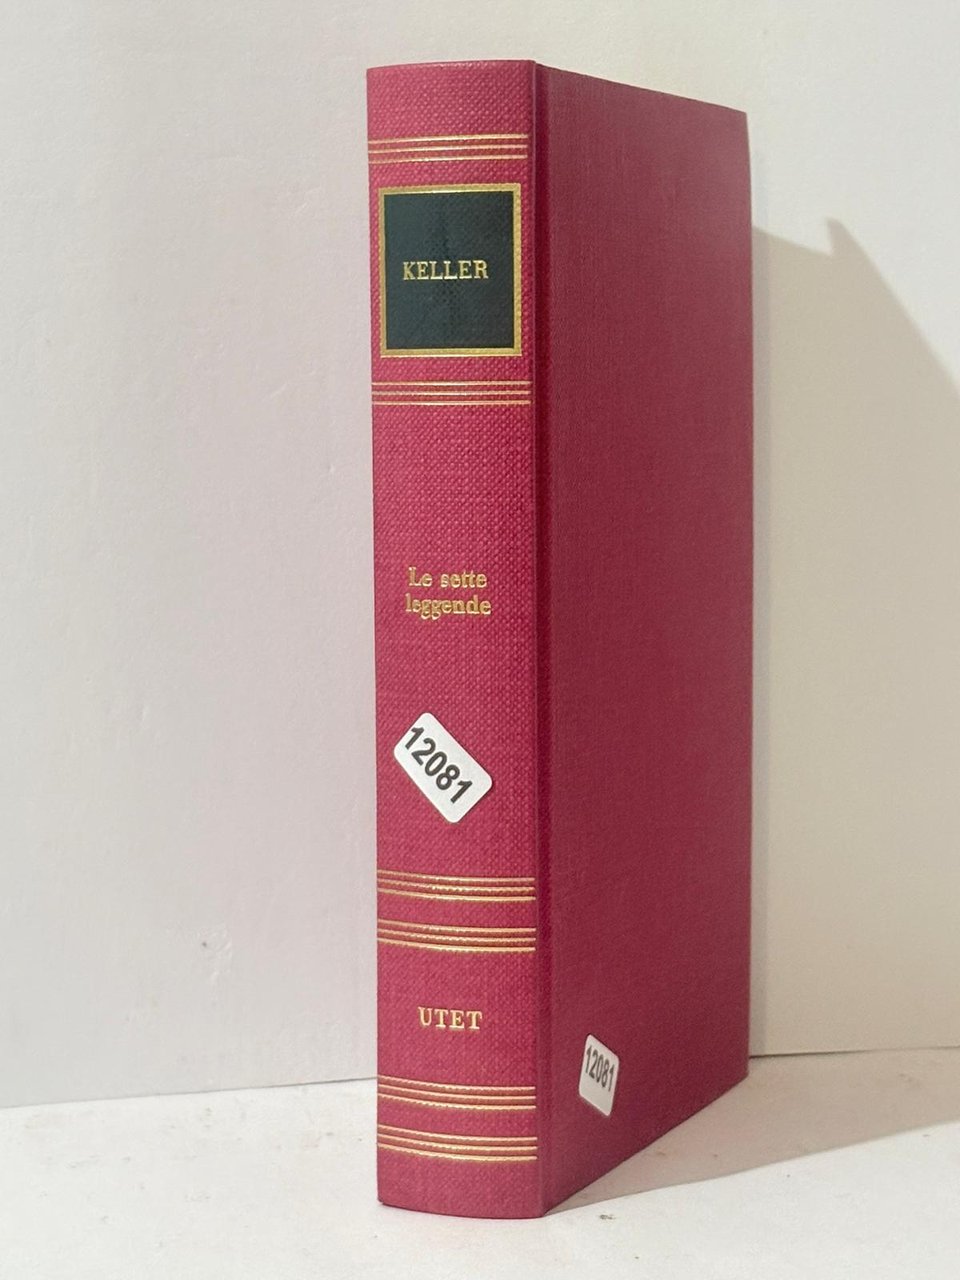 KELLER
Le sette
leggende
12081
UTET
12081